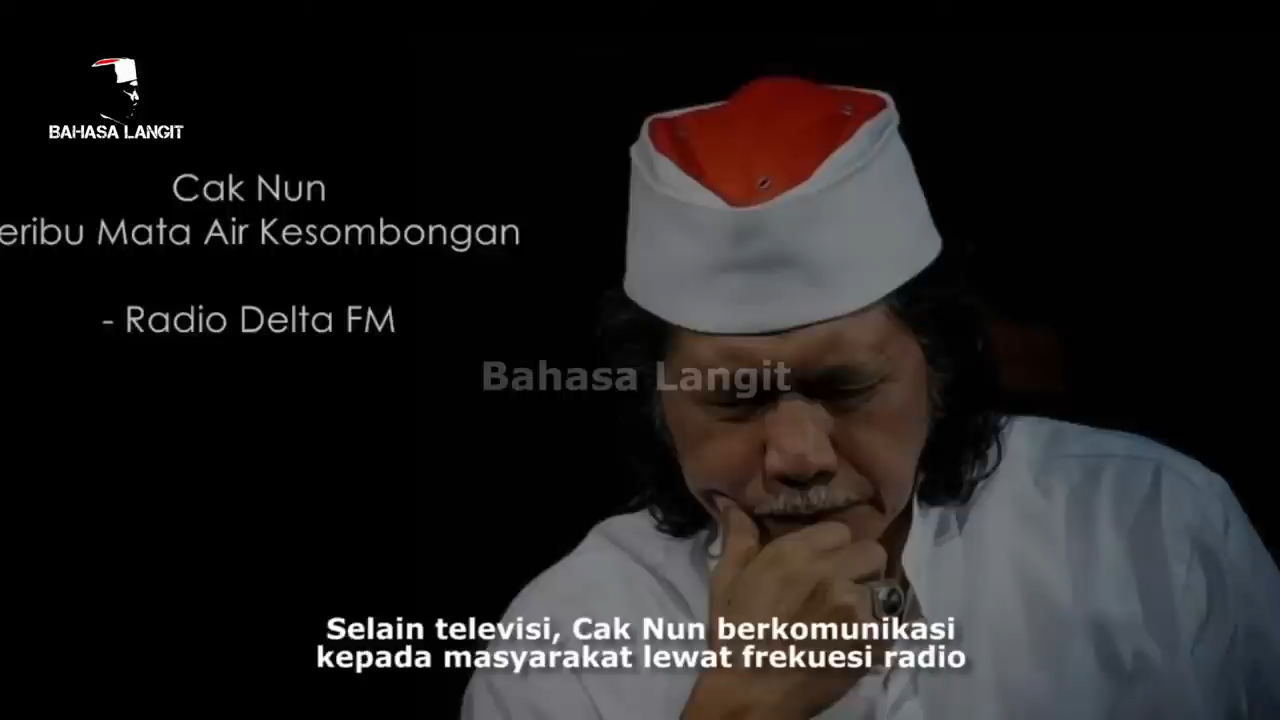 BAHASA LANGIT
Cak Nun
eribu Mata Air Kesombongan
- Radio Delta FM
Bahasa Langit
Selain televisi, Cak Nun berkomunikasi
kepada masyarakat lewat frekuesi radio